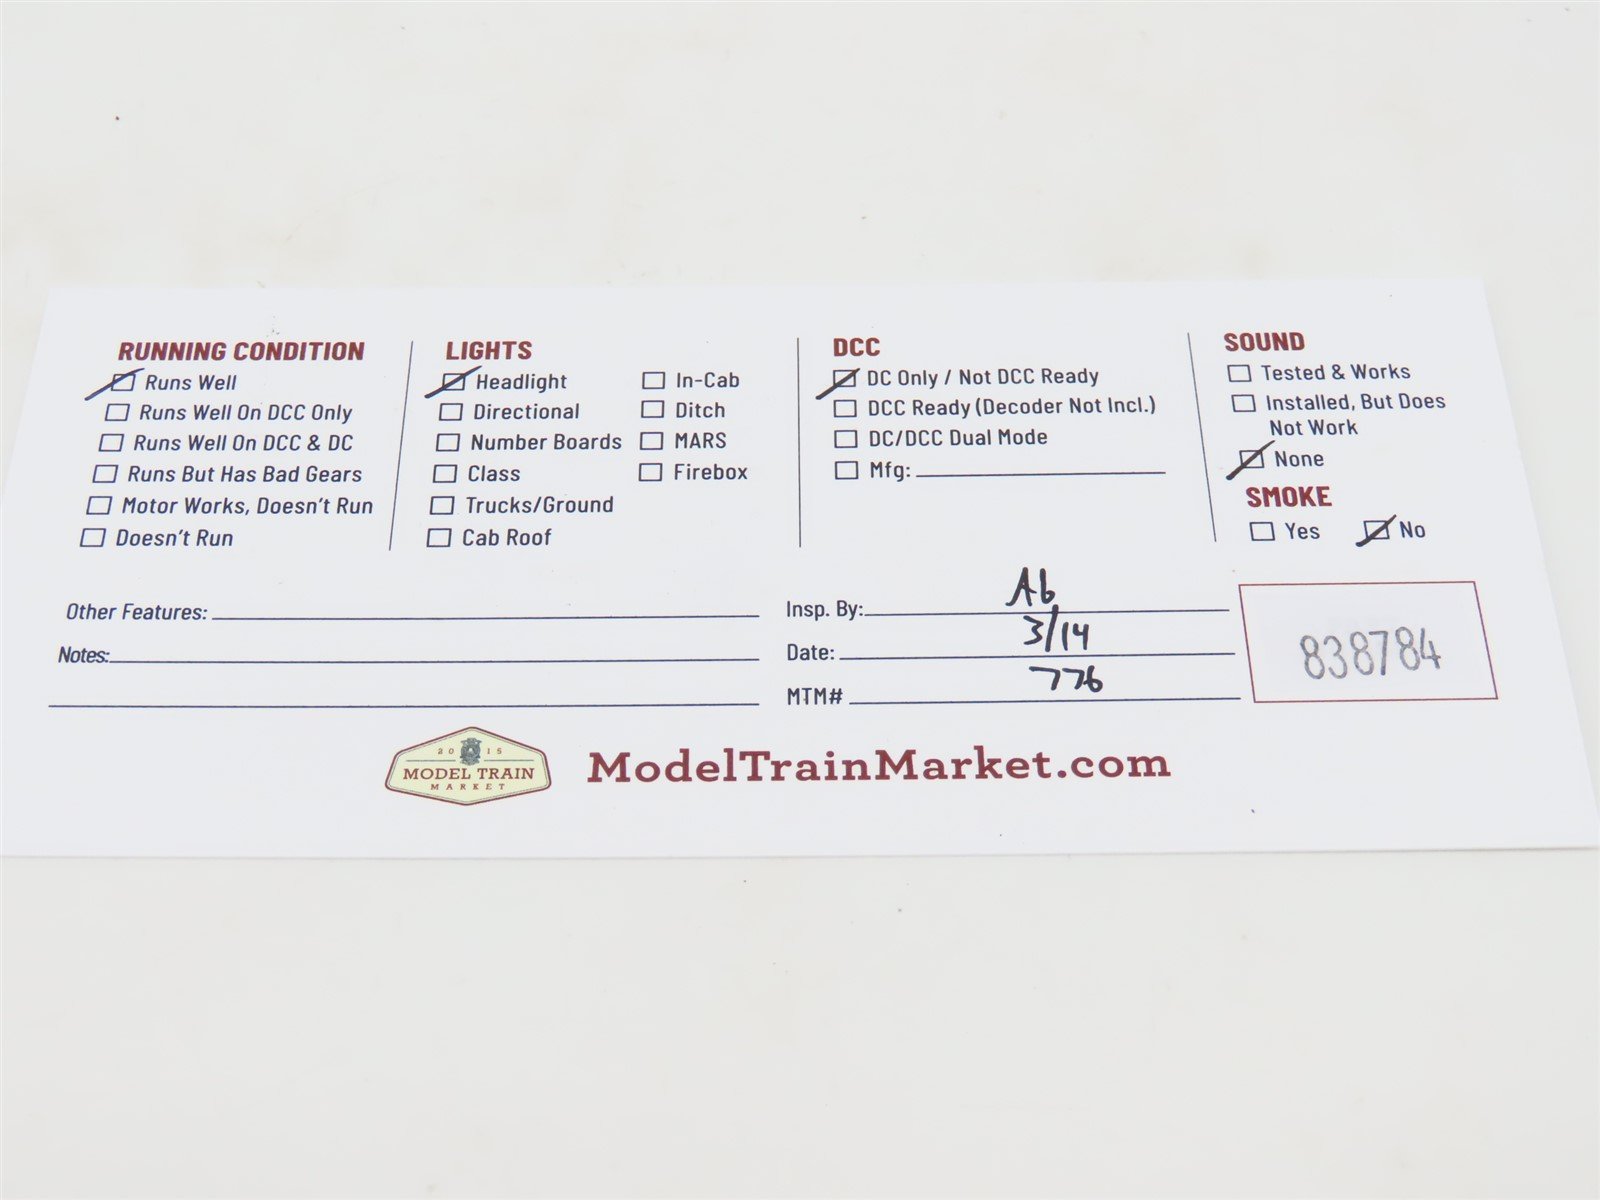 RUNNING CONDITION
Runs Well
Runs Well On DCC Only
Runs Well On DCC & DC
Runs But Has Bad Gears
Motor Works, Doesn't Run
Doesn't Run
LIGHTS
Headlight
Directional
Number Boards
Class
Trucks/Ground
Cab Roof
In-Cab
Ditch
MARS
Firebox
DCC
DC Only / Not DCC Ready
DCC Ready (Decoder Not Incl.)
DC/DCC Dual Mode
Mfg:
SOUND
Tested & Works
Installed, But Does
Not Work
None
SMOKE
Yes No
Other Features:
Notes:
Insp. By: Ab
Date: 3/14
MTM# 776
838784
2015
MODEL TRAIN
MARKET
ModelTrainMarket.com